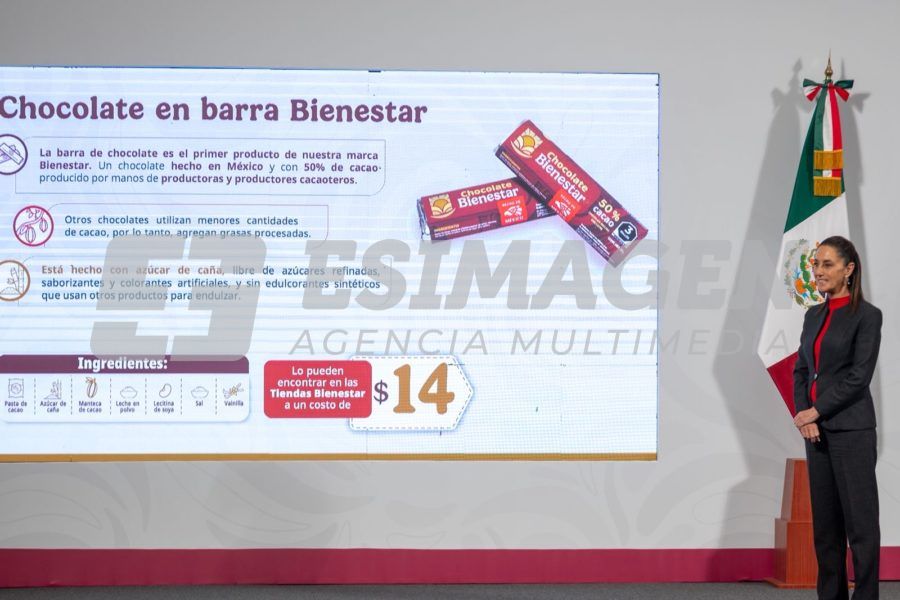 Chocolate en barra Bienestar
La barra de chocolate es el primer producto de nuestra marca
Bienestar. Un chocolate hecho en México y con 50% de cacao
producido por manos de productoras y productores cacaoteros.
Otros chocolates utilizan menores cantidades
de cacao, por lo tanto, agregan grasas procesadas.
Está hecho con azúcar de caña, libre de azúcares refinadas,
saborizantes y colorantes artificiales, y sin edulcorantes sintéticos
que usan otros productos para endulzar.
Chocolate
Bienestar
50%
cacao
Chocolate
Bienestar
ESIMAGEN
AGENCIA MULTIMEDIA
Ingredientes:
Pasta de
cacao
Azúcar de
caña
Manteca
de cacao
Leche en
polvo
Lecitina
de soya
Sal
Vainilla
Lo pueden
encontrar en las
Tiendas Bienestar
a un costo de
$14